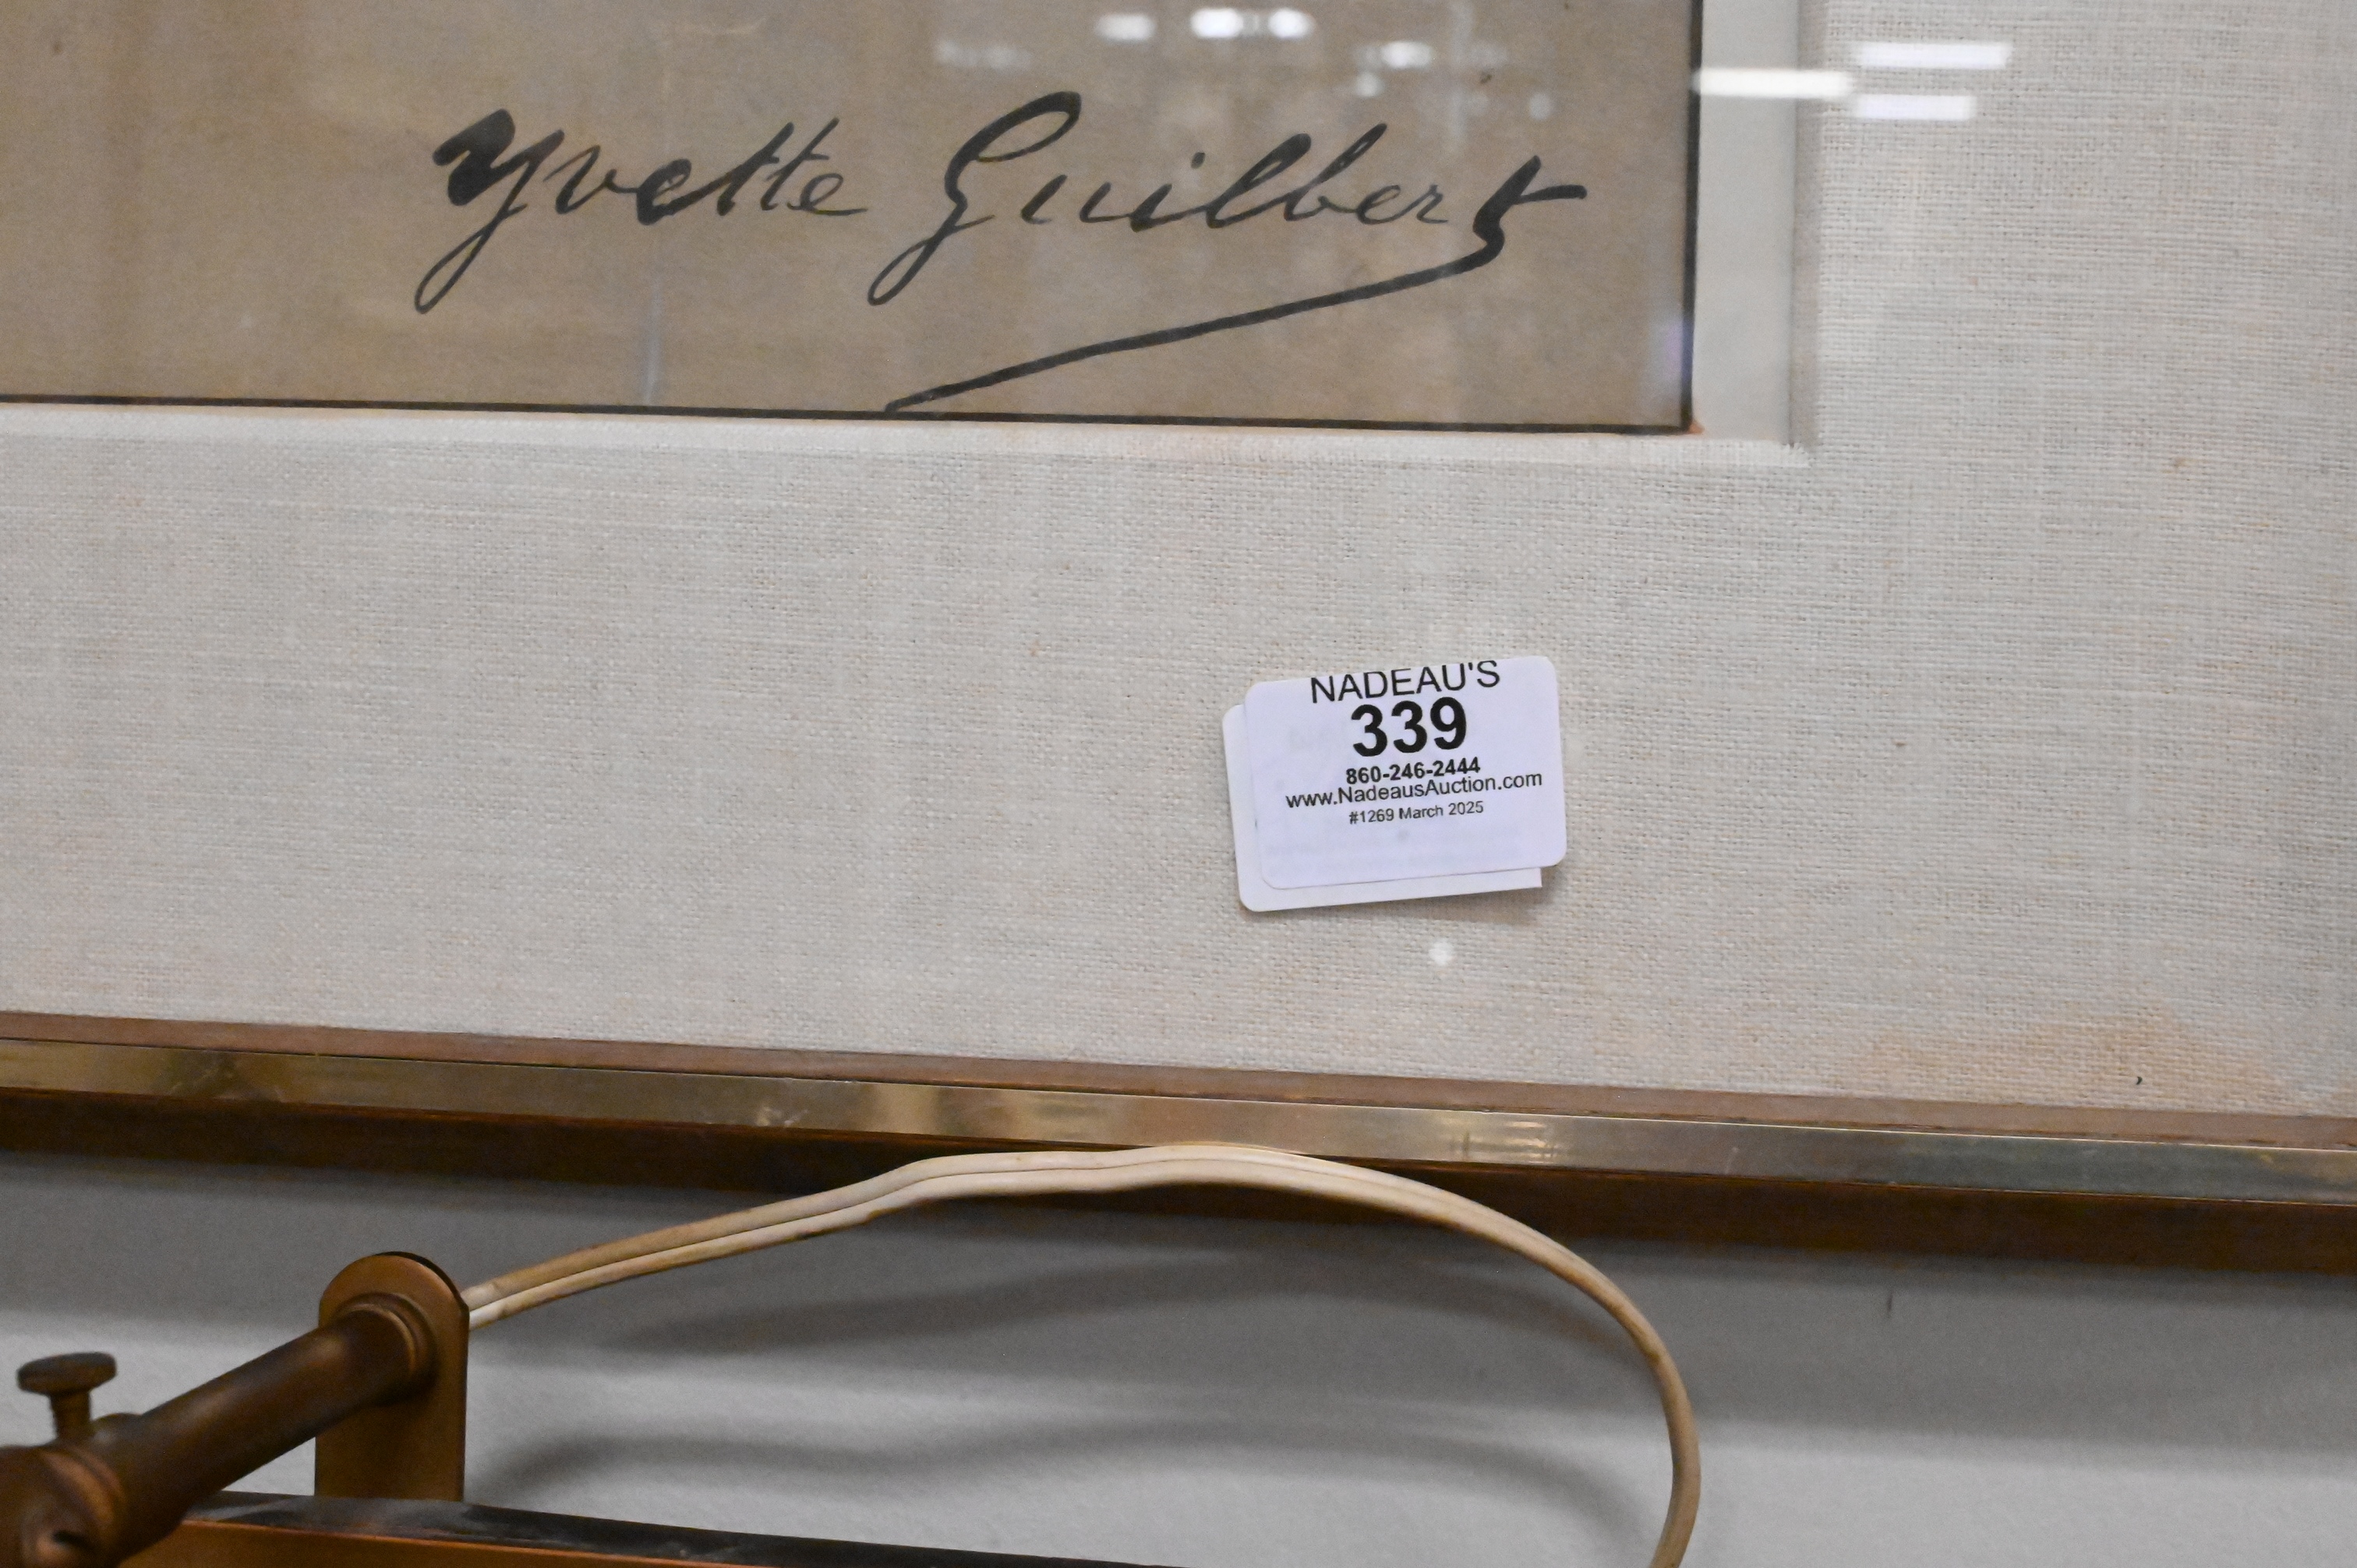 Yvette Guilbert
NADEAU'S
339
860-246-2444
www.NadeausAuction.com
#1269 March 2025